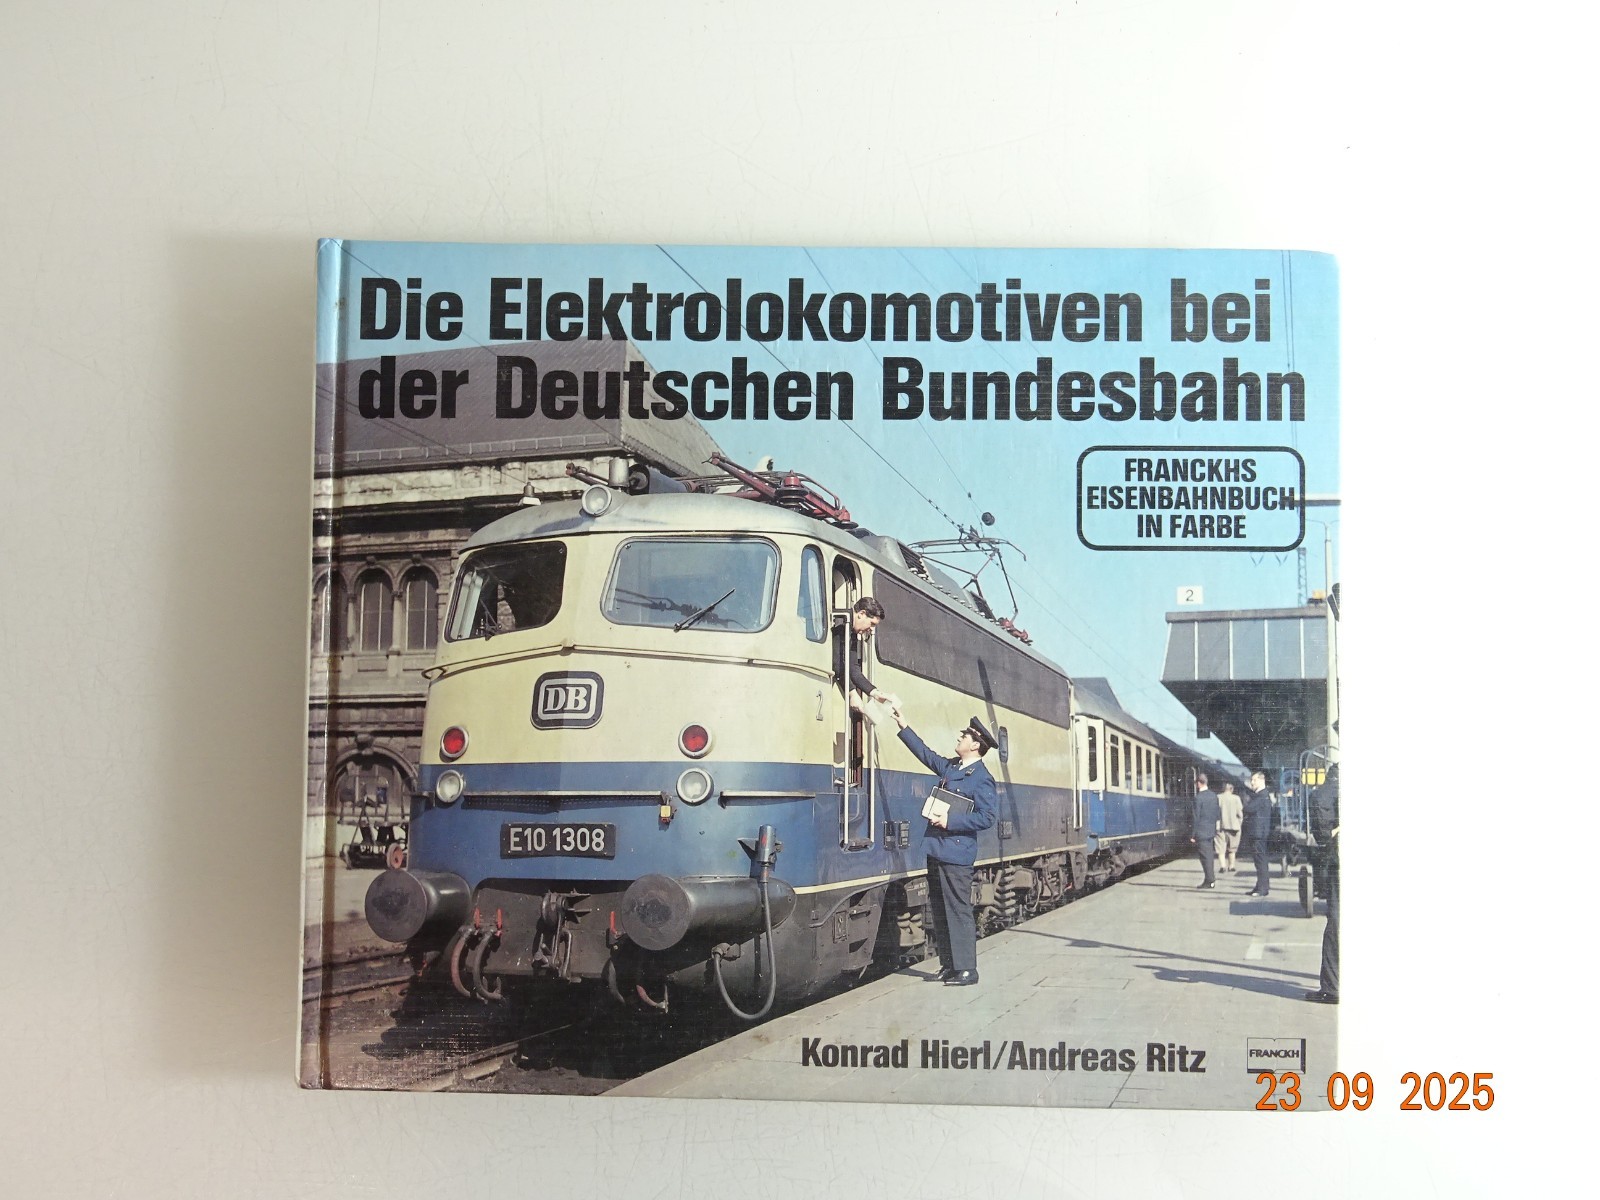 Die Elektrolokomotiven bei
der Deutschen Bundesbahn
FRANCKHS
EISENBAHNBUCH
IN FARBE
2
2
DB
E10 1308
Konrad Hierl/Andreas Ritz
FRANCKH
23 09 2025